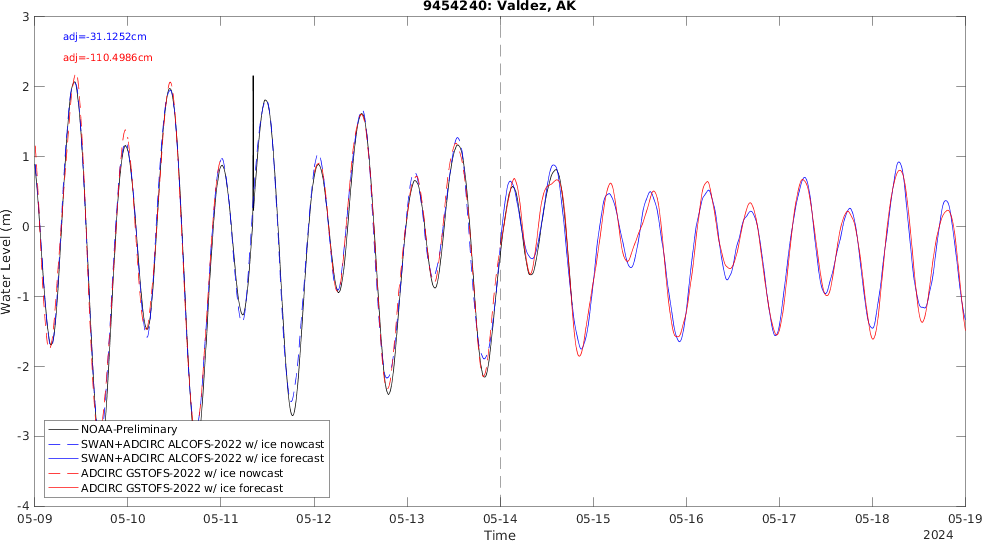 9454240: Valdez, AK
adj=-31.1252cm
adj=-110.4986cm
3
2
1
0
-1
-2
-3
-4
Water Level (m)
NOAA-Preliminary
SWAN+ADCIRC ALCOFS-2022 w/ ice nowcast
SWAN+ADCIRC ALCOFS-2022 w/ ice forecast
ADCIRC GSTOFS-2022 w/ ice nowcast
ADCIRC GSTOFS-2022 w/ ice forecast
05-09 05-10 05-11 05-12 05-13 05-14 05-15 05-16 05-17 05-18 05-19
Time
2024